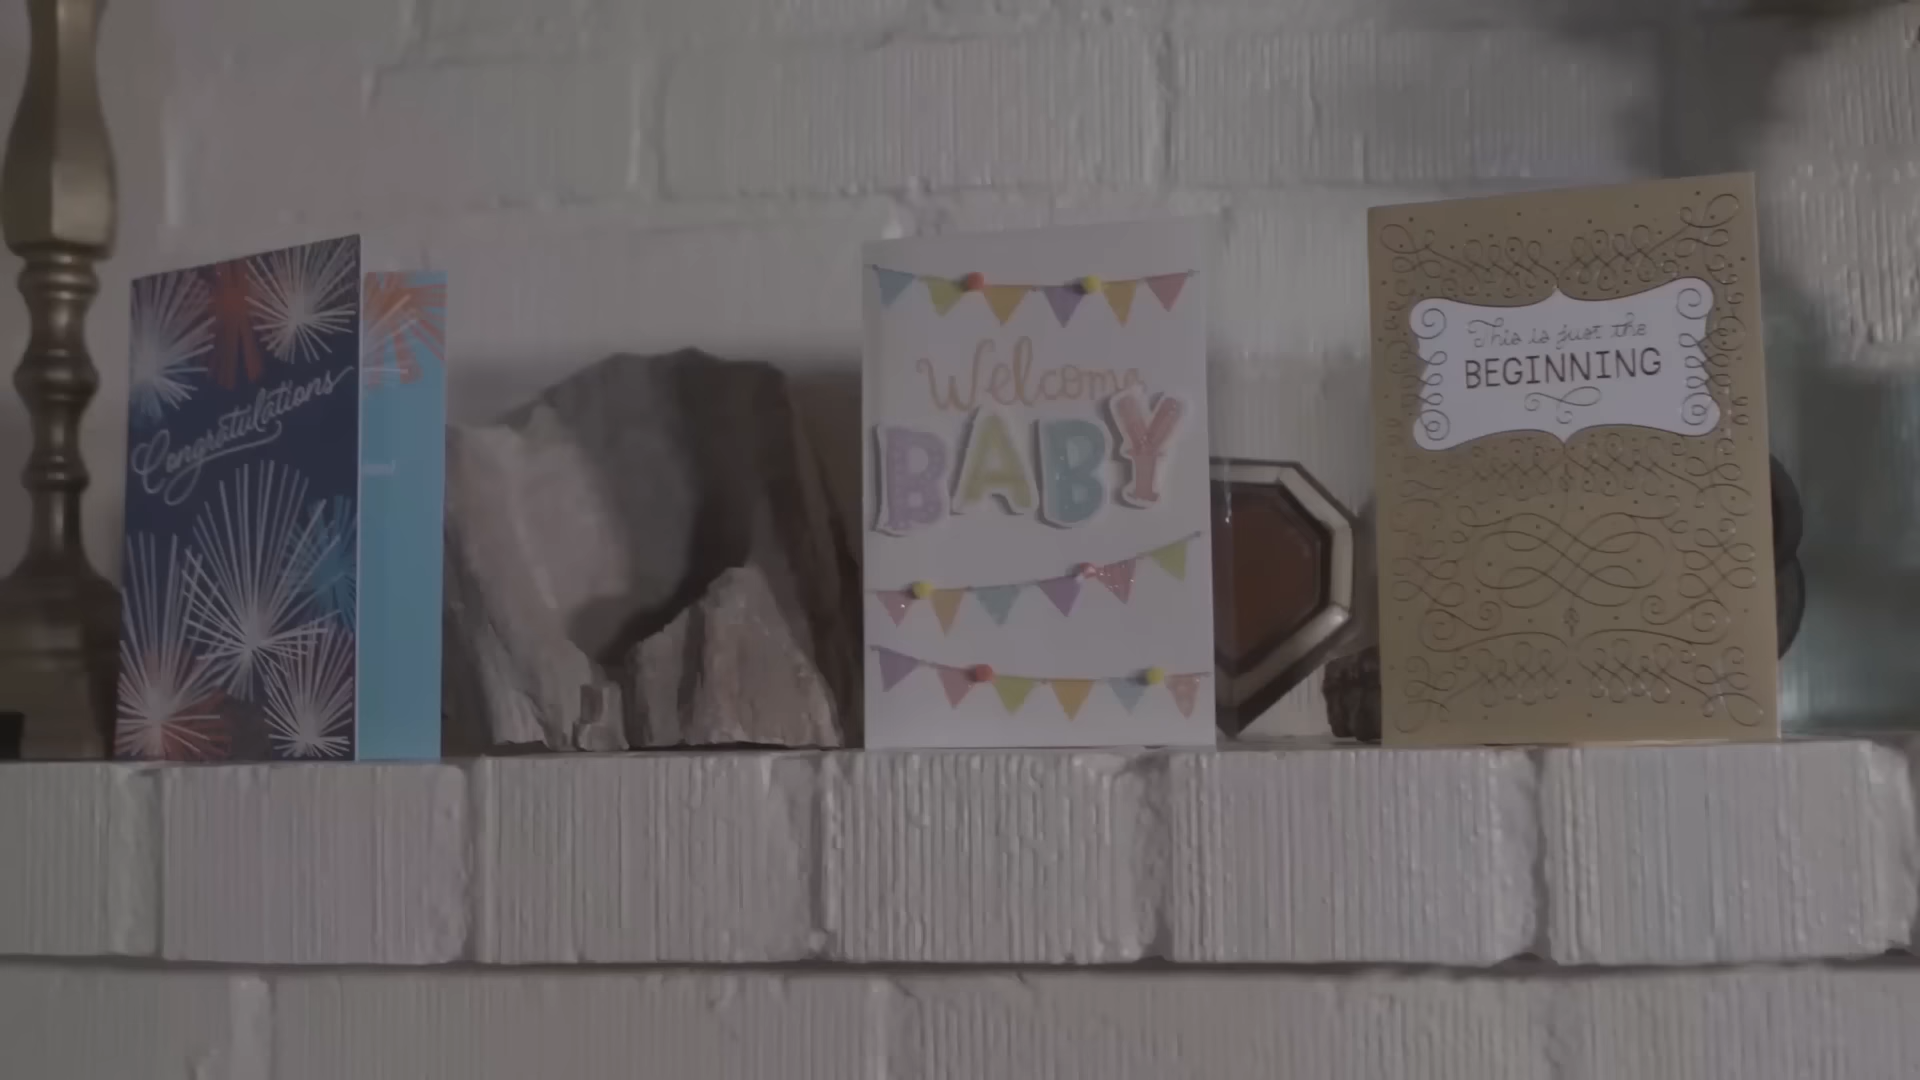 Congratulations
Welcome
BABY
This is just the
BEGINNING